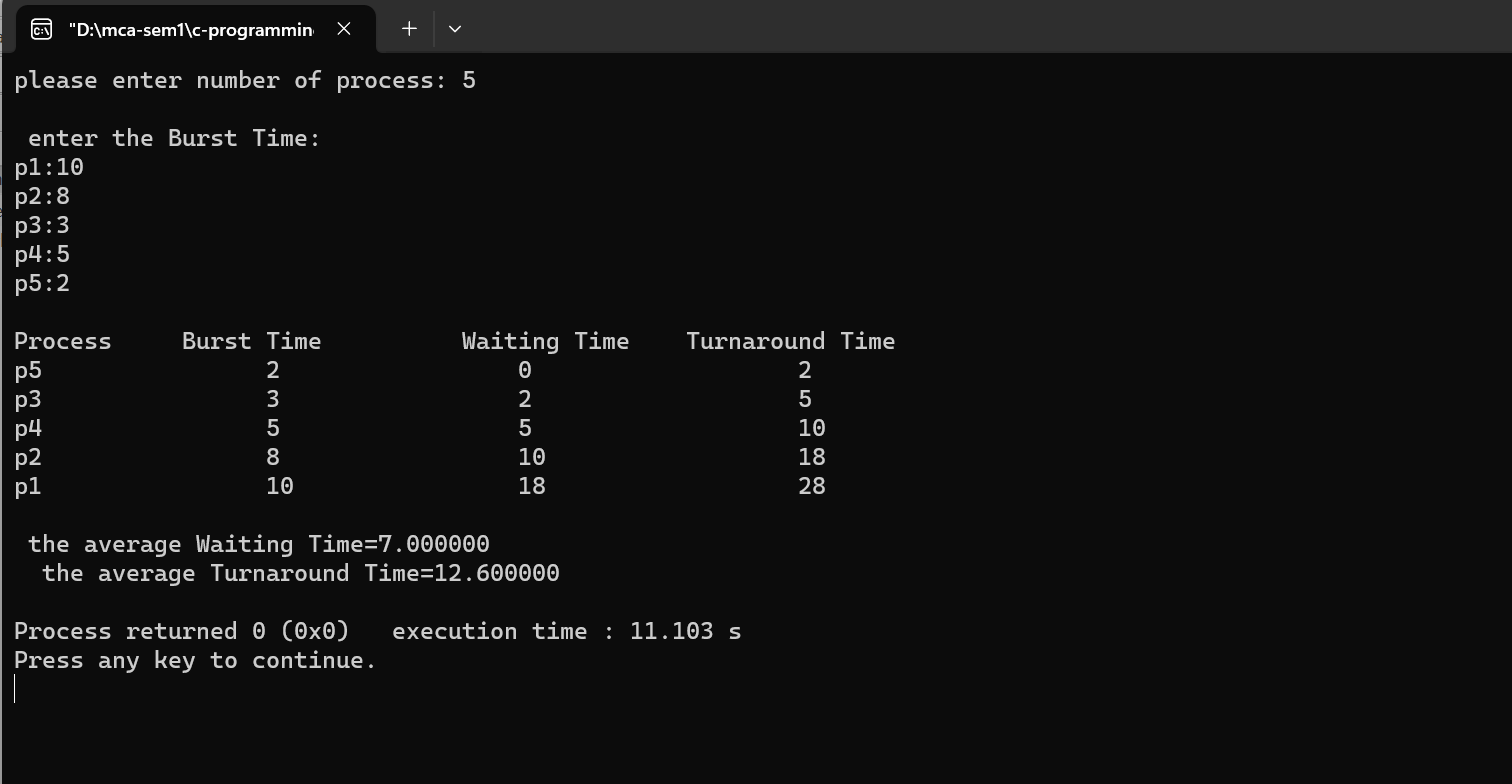 "D:\mca-sem1\c-programmin
please enter number of process: 5
enter the Burst Time:
p1:10
p2:8
p3:3
p4:5
p5:2
Process Burst Time Waiting Time Turnaround Time
p5 2 0 2
p3 3 2 5
p4 5 5 10
p2 8 10 18
p1 10 18 28
the average Waiting Time=7.000000
the average Turnaround Time=12.600000
Process returned 0 (0x0) execution time : 11.103 s
Press any key to continue.